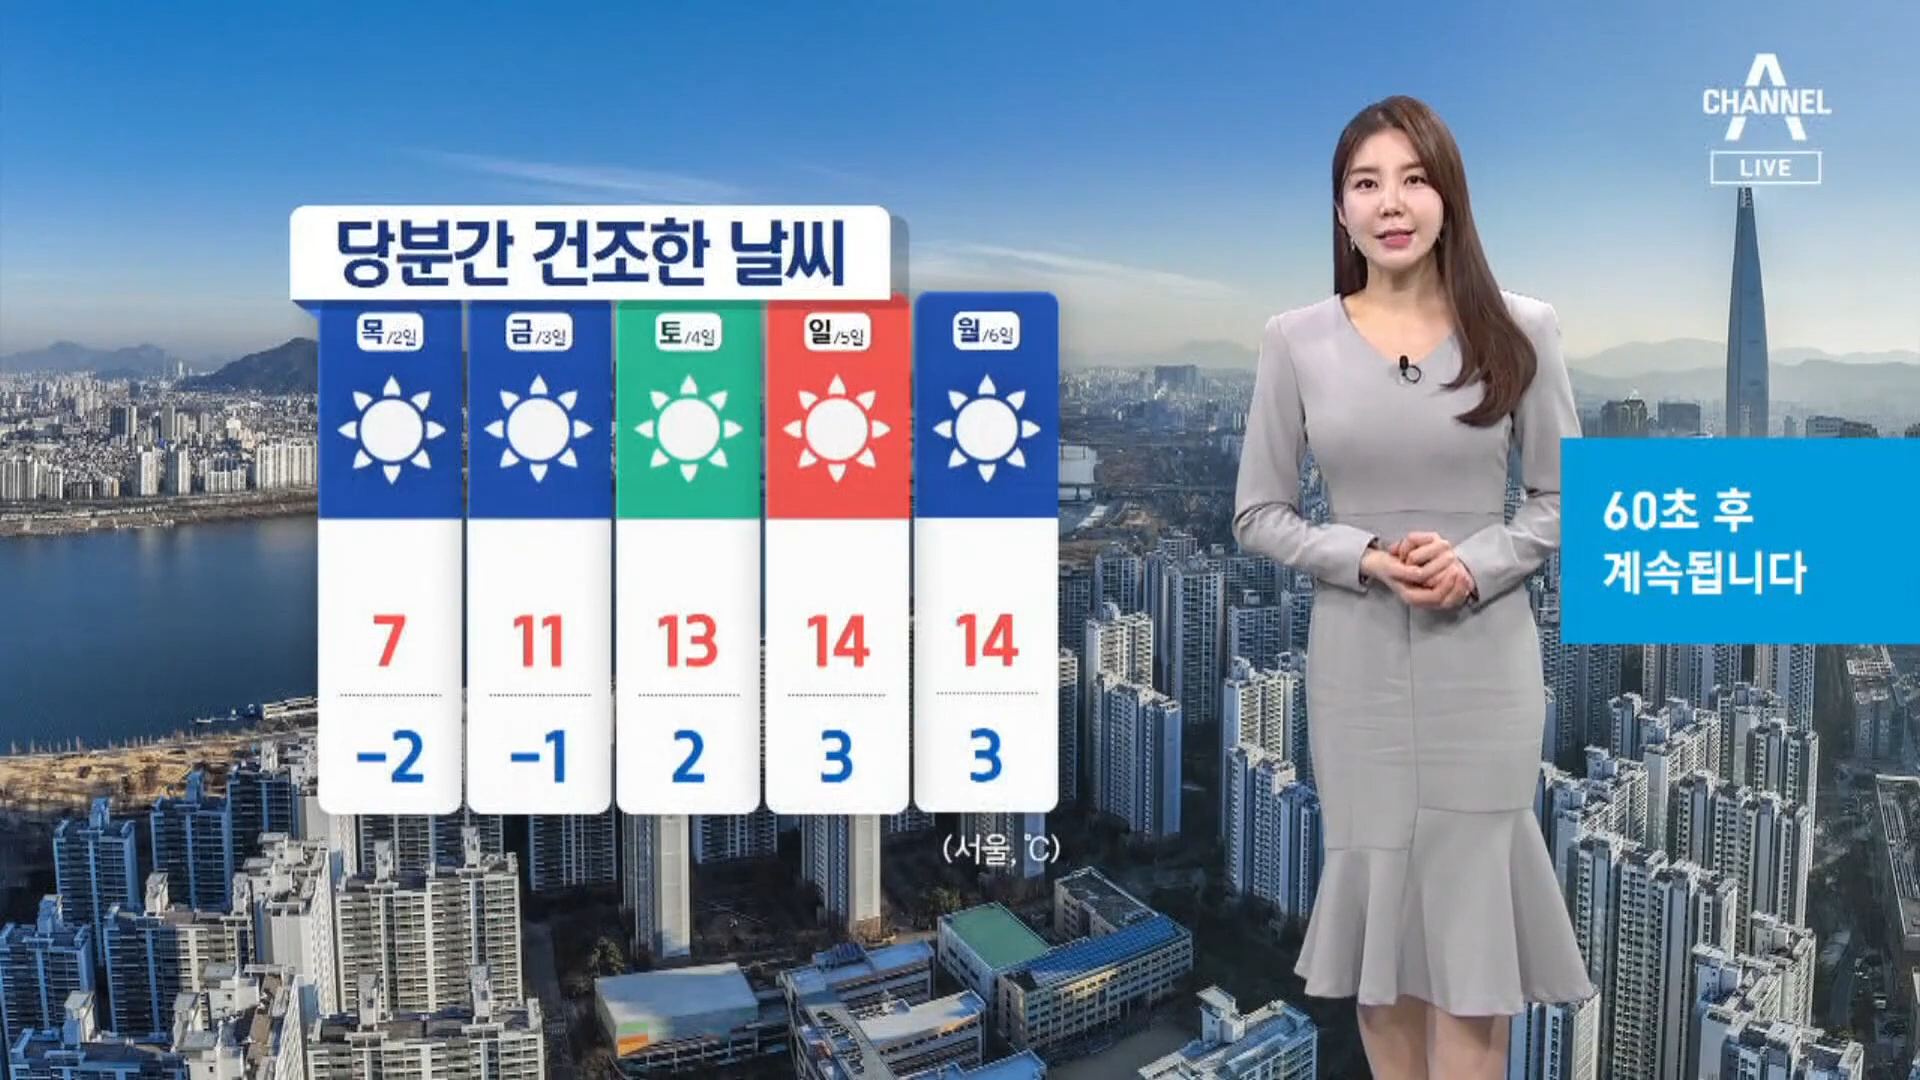 CHANNEL A
LIVE
당분간 건조한 날씨
목/2일 금/3일 토/4일 일/5일 월/6일
7 11 13 14 14
-2 -1 2 3 3
(서울, ℃)
60초 후
계속됩니다